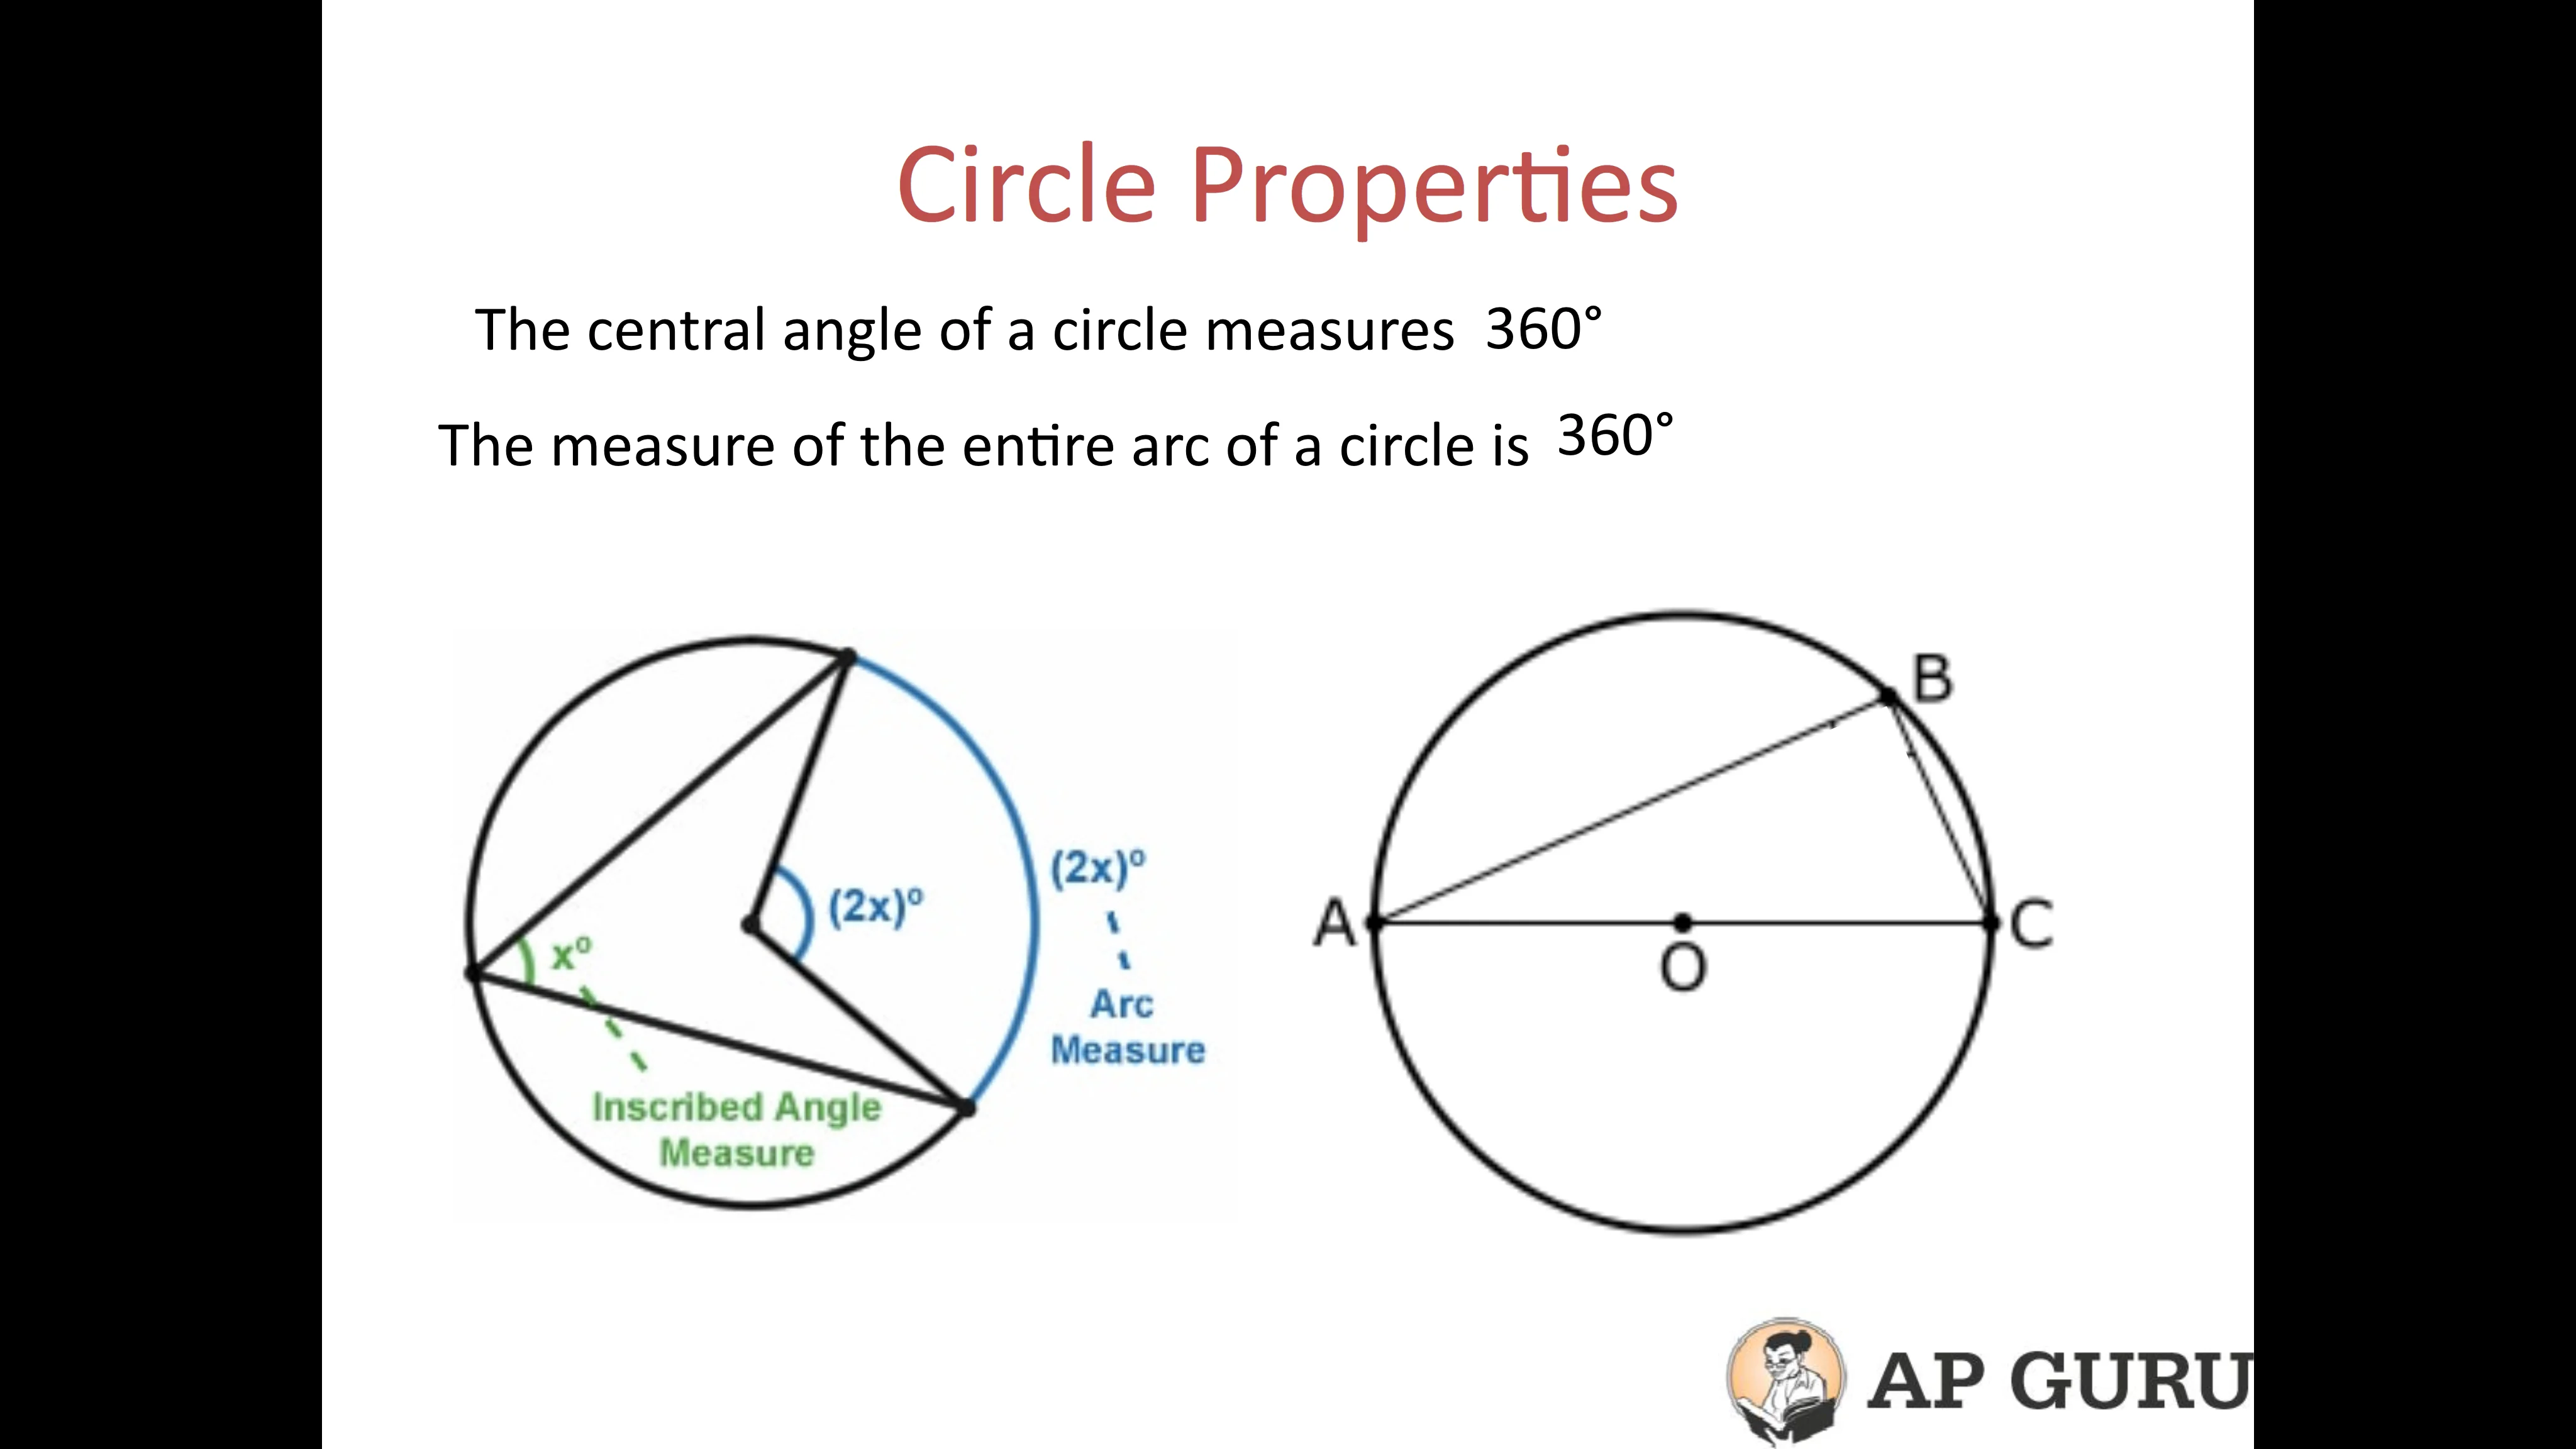 Circle Properties
The central angle of a circle measures 360°
The measure of the entire arc of a circle is 360°
(2x)º
(2x)º
xº
Arc
Measure
Inscribed Angle
Measure
B
A
C
O
AP GURU